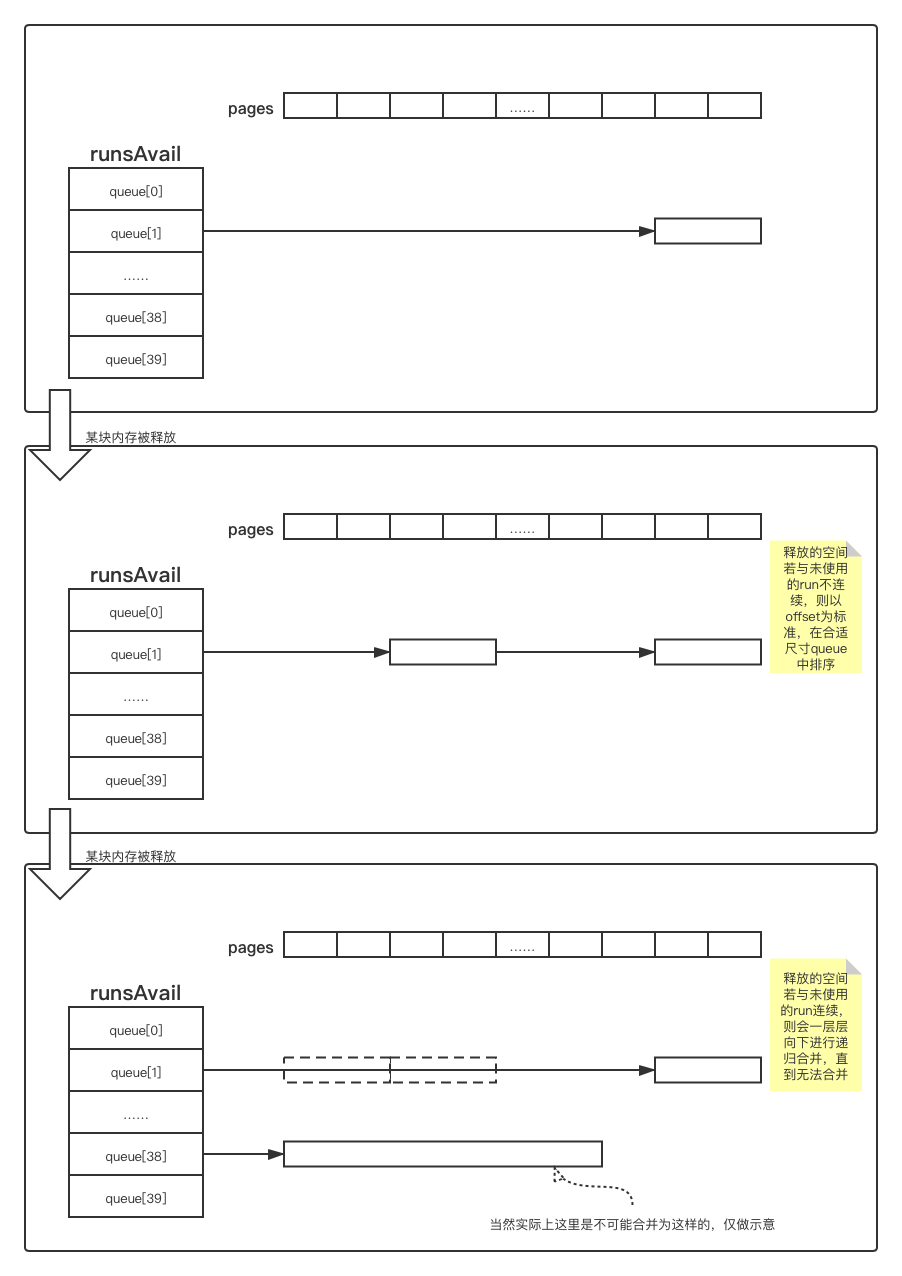 pages
......
runsAvail
queue[0]
queue[1]
......
queue[38]
queue[39]
某块内存被释放
pages
......
释放的空间
若与未使用
的run不连
续，则以
offset为标
准，在合适
尺寸queue
中排序
runsAvail
queue[0]
queue[1]
......
queue[38]
queue[39]
某块内存被释放
pages
......
释放的空间
若与未使用
的run连续，
则会一层层
向下进行递
归合并，直
到无法合并
runsAvail
queue[0]
queue[1]
......
queue[38]
queue[39]
当然实际上这里是不可能合并为这样的，仅做示意